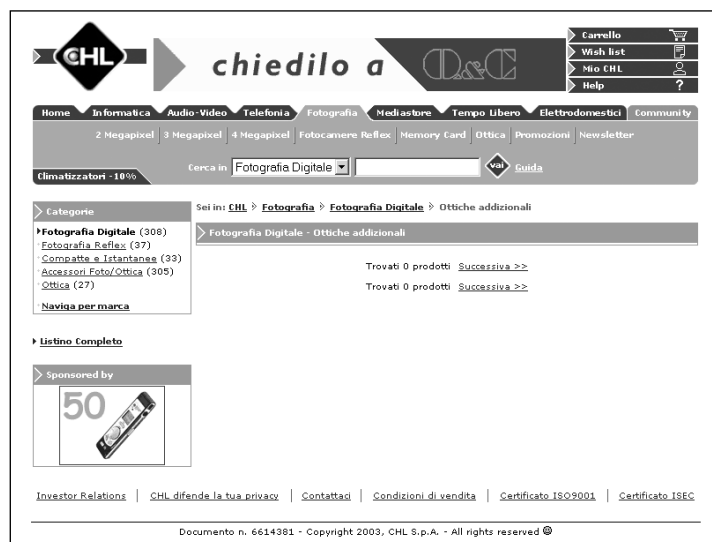 CHL
chiedilo a
Carrello
Wish list
Mio CHL
Help ?
Home Informatica Audio-Video Telefonia Fotografia Mediastore Tempo Libero Elettrodomestici Community
2 Megapixel | 3 Megapixel | 4 Megapixel | Fotocamere Reflex | Memory Card | Ottica | Promozioni | Newsletter
Cerca in Fotografia Digitale vai Guida
Climatizzatori -10%
Sei in: CHL > Fotografia > Fotografia Digitale > Ottiche addizionali
Categorie
Fotografia Digitale (308)
Fotografia Reflex (37)
Compatte e Istantanee (33)
Accessori Foto/Ottica (305)
Ottica (27)
Naviga per marca
Fotografia Digitale - Ottiche addizionali
Trovati 0 prodotti Successiva >>
Trovati 0 prodotti Successiva >>
Listino Completo
Sponsored by
50
Investor Relations | CHL difende la tua privacy | Contattaci | Condizioni di vendita | Certificato ISO9001 | Certificato ISEC
Documento n. 6614381 - Copyright 2003, CHL S.p.A. - All rights reserved @